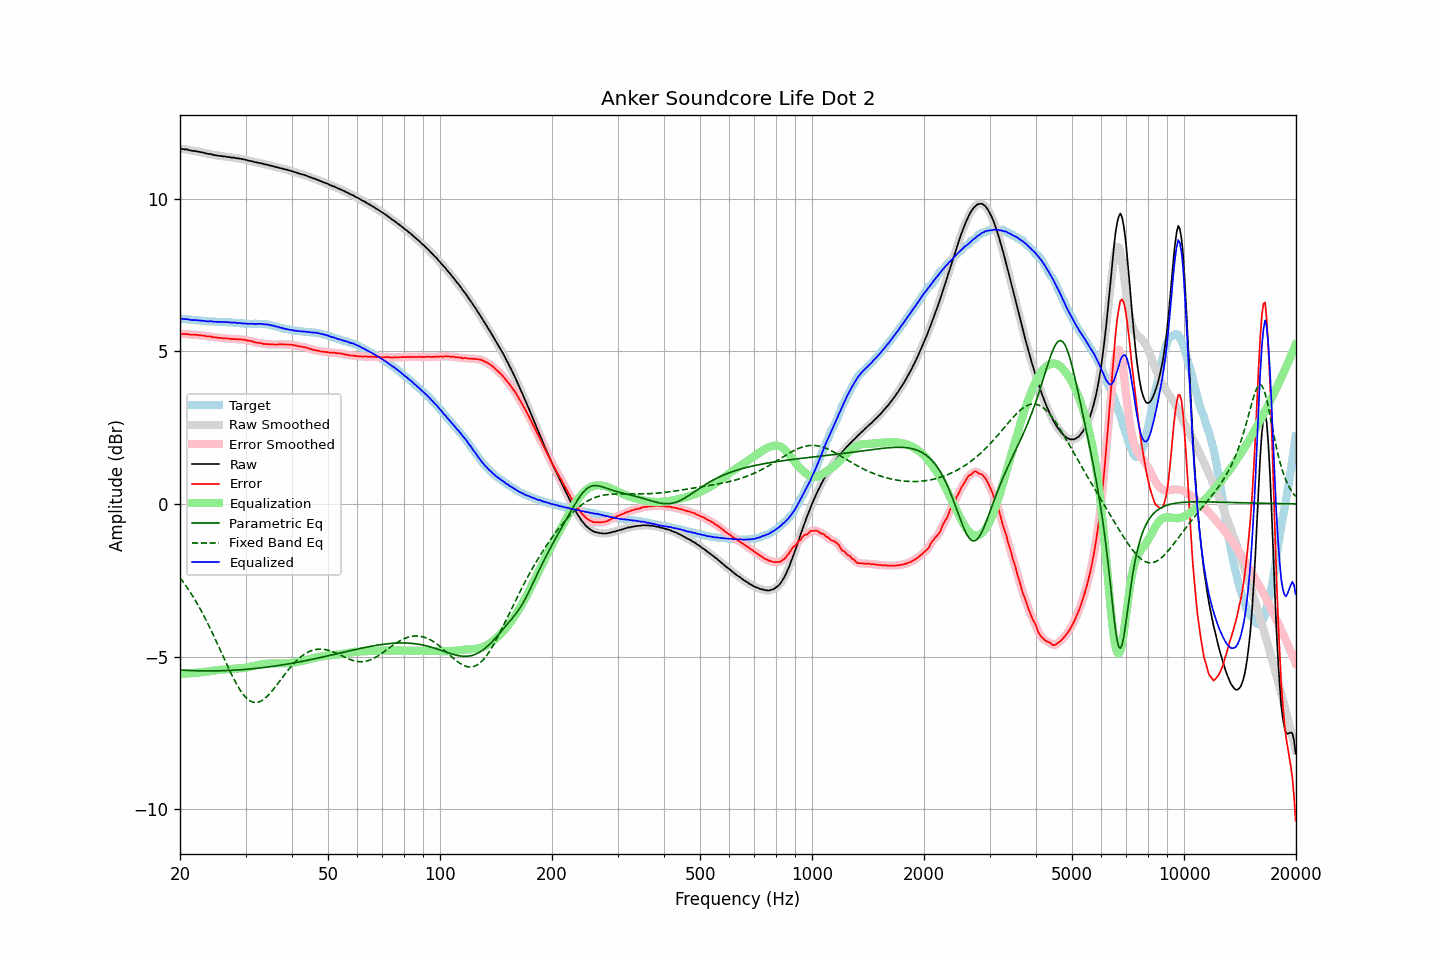 Anker Soundcore Life Dot 2
Amplitude (dBr)
10
5
0
−5
−10
Target
Raw Smoothed
Error Smoothed
Raw
Error
Equalization
Parametric Eq
Fixed Band Eq
Equalized
20 50 100 200 500 1000 2000 5000 10000 20000
Frequency (Hz)